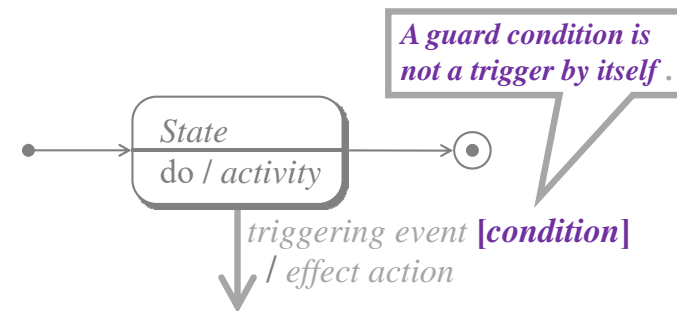 A guard condition is
not a trigger by itself .
State
do / activity
triggering event [condition]
/ effect action